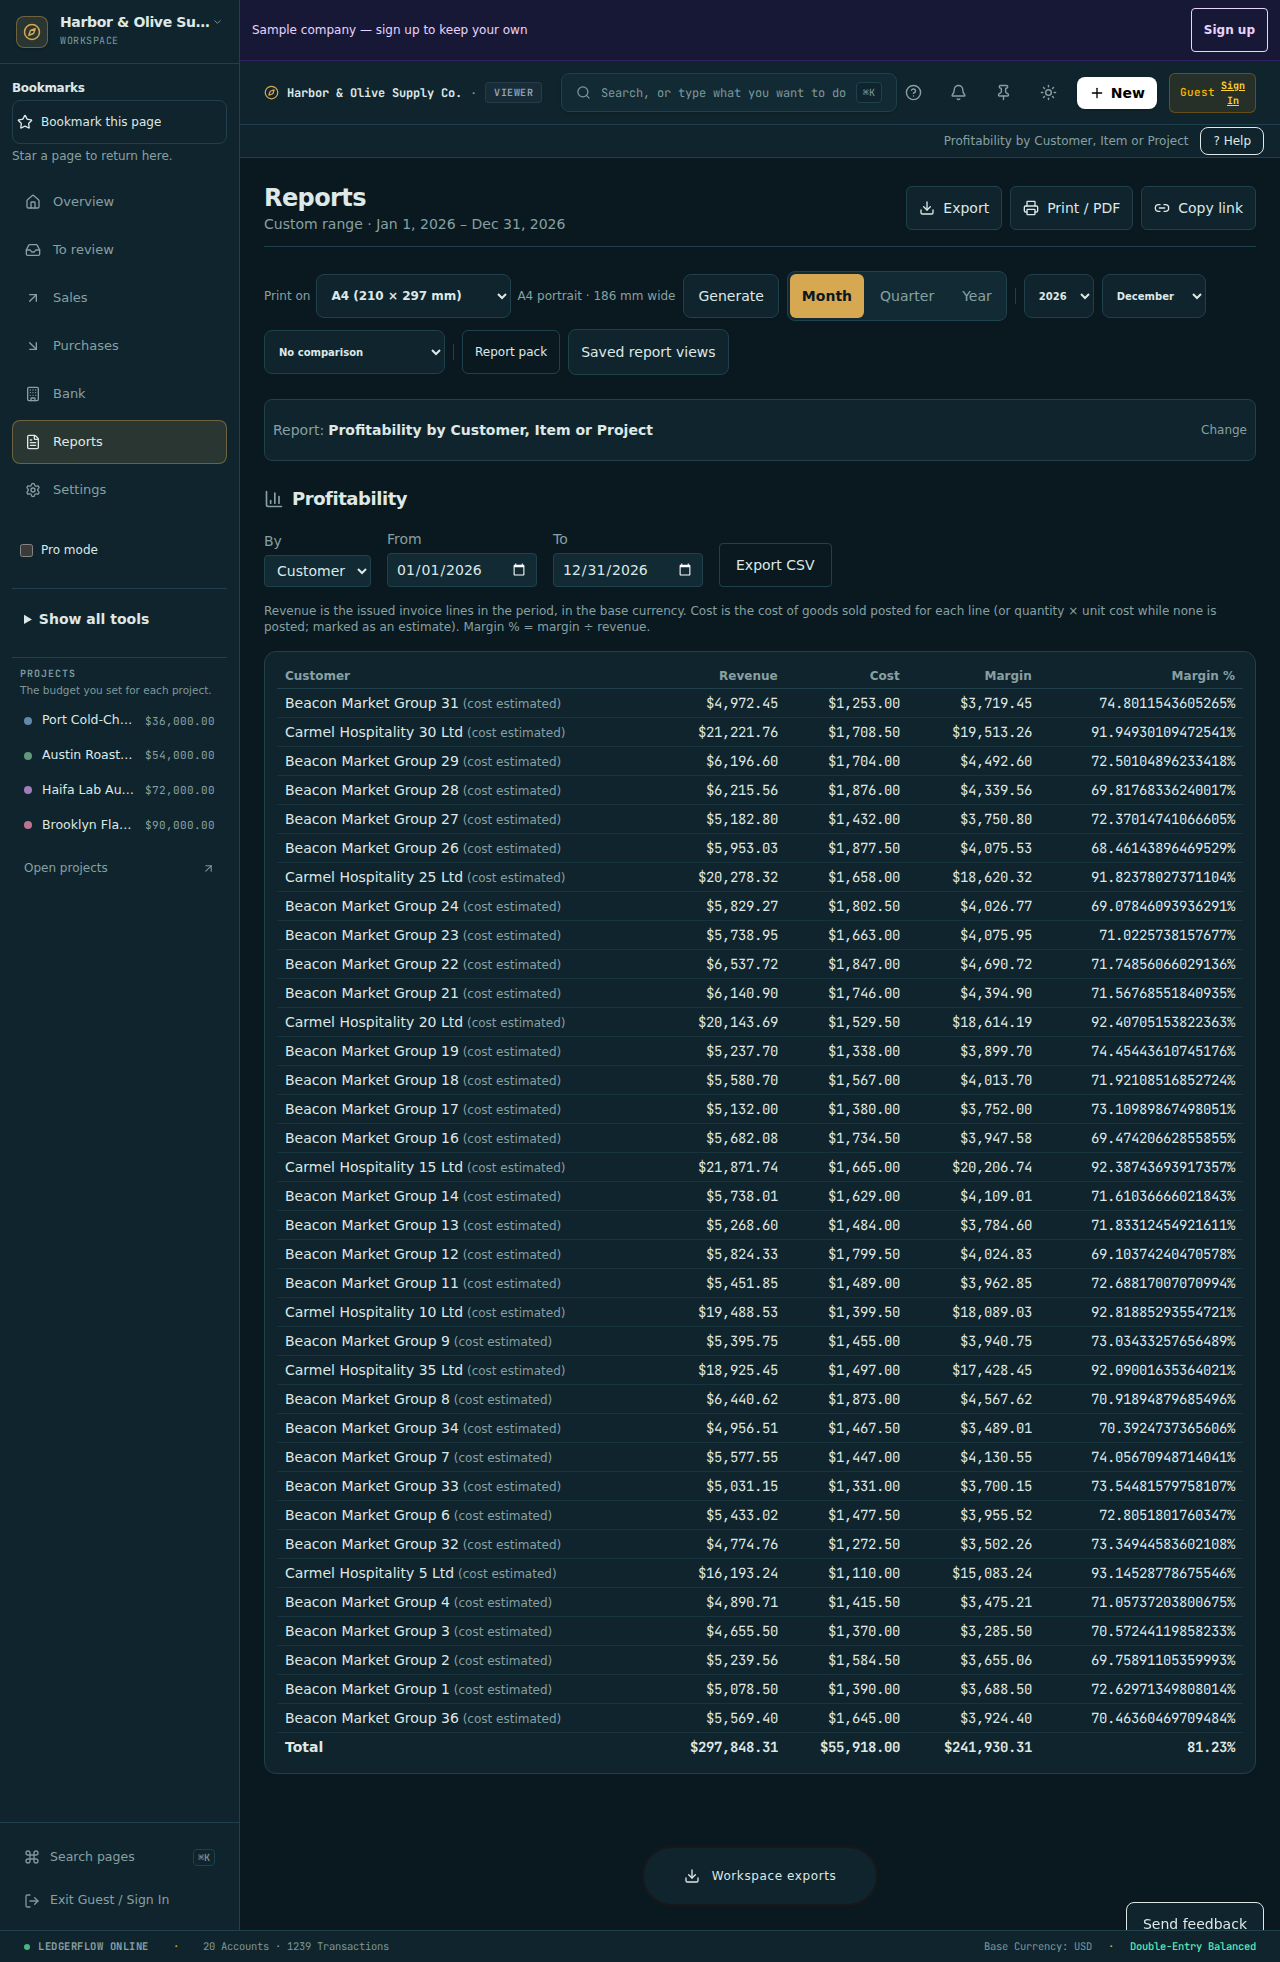 Harbor & Olive Su...
WORKSPACE
Bookmarks
Bookmark this page
Star a page to return here.
Overview
To review
Sales
Purchases
Bank
Reports
Settings
Pro mode
Show all tools
PROJECTS
The budget you set for each project.
Port Cold-Ch... $36,000.00
Austin Roast... $54,000.00
Haifa Lab Au... $72,000.00
Brooklyn Fla... $90,000.00
Open projects
Search pages ⌘K
Exit Guest / Sign In
Sample company — sign up to keep your own
Sign up
Harbor & Olive Supply Co. · VIEWER
Search, or type what you want to do ⌘K
New
Guest Sign In
Profitability by Customer, Item or Project
? Help
Reports
Custom range · Jan 1, 2026 – Dec 31, 2026
Export
Print / PDF
Copy link
Print on A4 (210 × 297 mm) A4 portrait · 186 mm wide Generate Month Quarter Year 2026 December
No comparison Report pack Saved report views
Report: Profitability by Customer, Item or Project Change
Profitability
By From To
Customer 01/01/2026 12/31/2026 Export CSV
Revenue is the issued invoice lines in the period, in the base currency. Cost is the cost of goods sold posted for each line (or quantity × unit cost while none is
posted; marked as an estimate). Margin % = margin ÷ revenue.
Customer Revenue Cost Margin Margin %
Beacon Market Group 31 (cost estimated) $4,972.45 $1,253.00 $3,719.45 74.8011543605265%
Carmel Hospitality 30 Ltd (cost estimated) $21,221.76 $1,708.50 $19,513.26 91.94930109472541%
Beacon Market Group 29 (cost estimated) $6,196.60 $1,704.00 $4,492.60 72.50104896233418%
Beacon Market Group 28 (cost estimated) $6,215.56 $1,876.00 $4,339.56 69.81768336240017%
Beacon Market Group 27 (cost estimated) $5,182.80 $1,432.00 $3,750.80 72.37014741066605%
Beacon Market Group 26 (cost estimated) $5,953.03 $1,877.50 $4,075.53 68.46143896469529%
Carmel Hospitality 25 Ltd (cost estimated) $20,278.32 $1,658.00 $18,620.32 91.82378027371104%
Beacon Market Group 24 (cost estimated) $5,829.27 $1,802.50 $4,026.77 69.07846093936291%
Beacon Market Group 23 (cost estimated) $5,738.95 $1,663.00 $4,075.95 71.0225738157677%
Beacon Market Group 22 (cost estimated) $6,537.72 $1,847.00 $4,690.72 71.74856066029136%
Beacon Market Group 21 (cost estimated) $6,140.90 $1,746.00 $4,394.90 71.56768551840935%
Carmel Hospitality 20 Ltd (cost estimated) $20,143.69 $1,529.50 $18,614.19 92.40705153822363%
Beacon Market Group 19 (cost estimated) $5,237.70 $1,338.00 $3,899.70 74.45443610745176%
Beacon Market Group 18 (cost estimated) $5,580.70 $1,567.00 $4,013.70 71.92108516852724%
Beacon Market Group 17 (cost estimated) $5,132.00 $1,380.00 $3,752.00 73.10989867498051%
Beacon Market Group 16 (cost estimated) $5,682.08 $1,734.50 $3,947.58 69.47420662855855%
Carmel Hospitality 15 Ltd (cost estimated) $21,871.74 $1,665.00 $20,206.74 92.38743693917357%
Beacon Market Group 14 (cost estimated) $5,738.01 $1,629.00 $4,109.01 71.61036666021843%
Beacon Market Group 13 (cost estimated) $5,268.60 $1,484.00 $3,784.60 71.83312454921611%
Beacon Market Group 12 (cost estimated) $5,824.33 $1,799.50 $4,024.83 69.10374240470578%
Beacon Market Group 11 (cost estimated) $5,451.85 $1,489.00 $3,962.85 72.68817007070994%
Carmel Hospitality 10 Ltd (cost estimated) $19,488.53 $1,399.50 $18,089.03 92.81885293554721%
Beacon Market Group 9 (cost estimated) $5,395.75 $1,455.00 $3,940.75 73.03433257656489%
Carmel Hospitality 35 Ltd (cost estimated) $18,925.45 $1,497.00 $17,428.45 92.09001635364021%
Beacon Market Group 8 (cost estimated) $6,440.62 $1,873.00 $4,567.62 70.91894879685496%
Beacon Market Group 34 (cost estimated) $4,956.51 $1,467.50 $3,489.01 70.3924737365606%
Beacon Market Group 7 (cost estimated) $5,577.55 $1,447.00 $4,130.55 74.05670948714041%
Beacon Market Group 33 (cost estimated) $5,031.15 $1,331.00 $3,700.15 73.54481579758107%
Beacon Market Group 6 (cost estimated) $5,433.02 $1,477.50 $3,955.52 72.8051801760347%
Beacon Market Group 32 (cost estimated) $4,774.76 $1,272.50 $3,502.26 73.34944583602108%
Carmel Hospitality 5 Ltd (cost estimated) $16,193.24 $1,110.00 $15,083.24 93.14528778675546%
Beacon Market Group 4 (cost estimated) $4,890.71 $1,415.50 $3,475.21 71.05737203800675%
Beacon Market Group 3 (cost estimated) $4,655.50 $1,370.00 $3,285.50 70.57244119858233%
Beacon Market Group 2 (cost estimated) $5,239.56 $1,584.50 $3,655.06 69.75891105359993%
Beacon Market Group 1 (cost estimated) $5,078.50 $1,390.00 $3,688.50 72.62971349808014%
Beacon Market Group 36 (cost estimated) $5,569.40 $1,645.00 $3,924.40 70.46360469709484%
Total $297,848.31 $55,918.00 $241,930.31 81.23%
Workspace exports
Send feedback
LEDGERFLOW ONLINE · 20 Accounts · 1239 Transactions
Base Currency: USD · Double-Entry Balanced